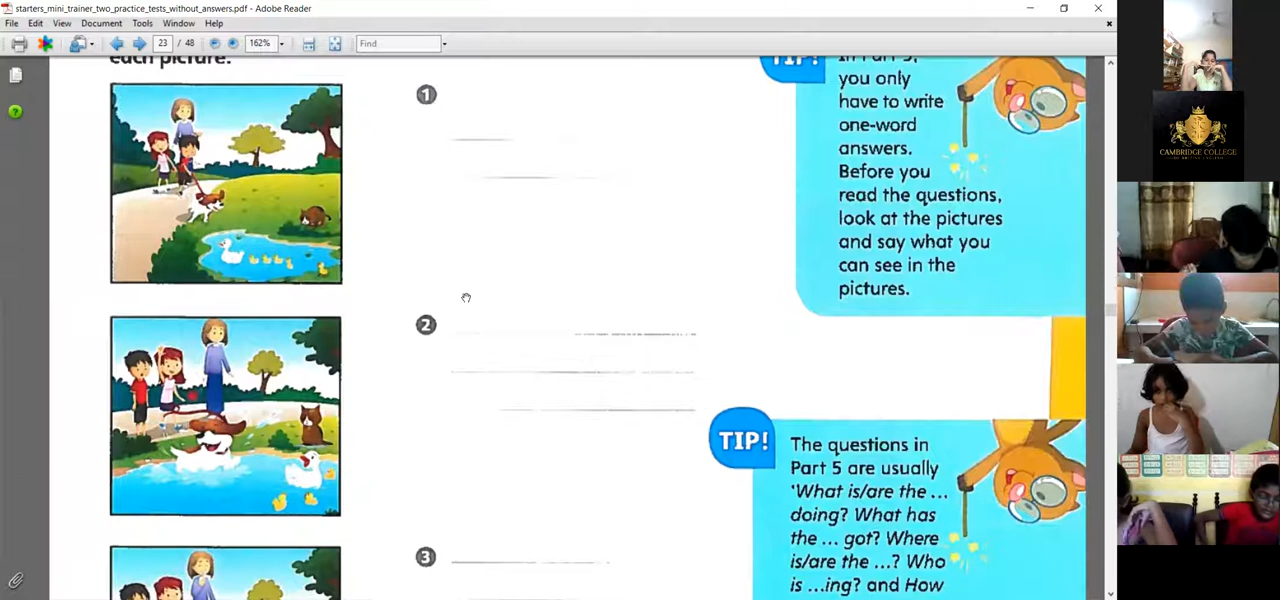 starters_mini_trainer_two_practice_tests_without_answers.pdf - Adobe Reader
File Edit View Document Tools Window Help
23 / 48 162% Find
each picture.
1
2
3
TIP!
In Part 5,
you only
have to write
one-word
answers.
Before you
read the questions,
look at the pictures
and say what you
can see in the
pictures.
TIP!
The questions in
Part 5 are usually
‘What is/are the ...
doing? What has
the ... got? Where
is/are the ...? Who
is ...ing? and How
CAMBRIDGE COLLEGE